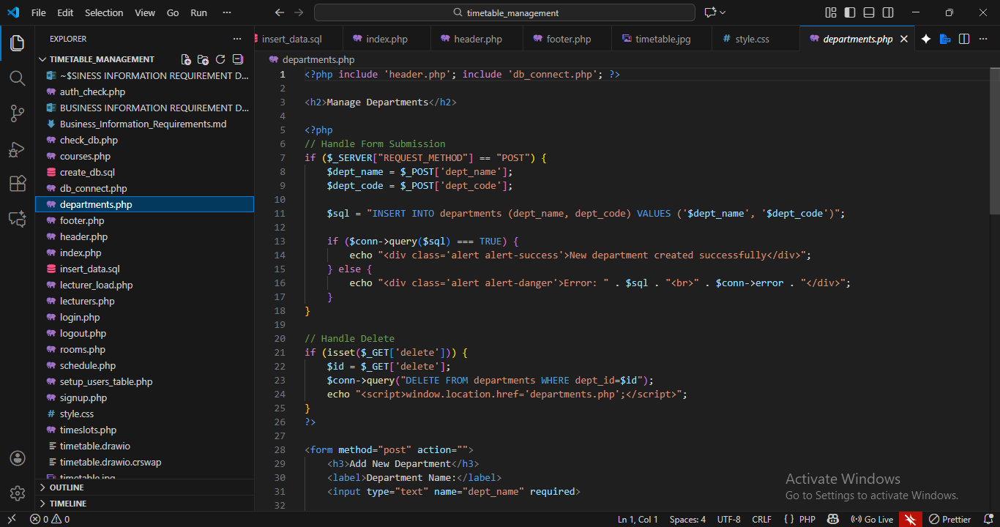 File Edit Selection View Go Run ···
timetable_management
EXPLORER ···
TIMETABLE_MANAGEMENT
~$SINESS INFORMATION REQUIREMENT D...
auth_check.php
BUSINESS INFORMATION REQUIREMENT D...
Business_Information_Requirements.md
check_db.php
courses.php
create_db.sql
db_connect.php
departments.php
footer.php
header.php
index.php
insert_data.sql
lecturer_load.php
lecturers.php
login.php
logout.php
rooms.php
schedule.php
setup_users_table.php
signup.php
# style.css
timeslots.php
timetable.drawio
timetable.drawio.crswap
timetable.jpg
OUTLINE
TIMELINE
insert_data.sql index.php header.php footer.php timetable.jpg # style.css departments.php ···
departments.php
1 <?php include 'header.php'; include 'db_connect.php'; ?>
2
3 <h2>Manage Departments</h2>
4
5 <?php
6 // Handle Form Submission
7 if ($_SERVER["REQUEST_METHOD"] == "POST") {
8 $dept_name = $_POST['dept_name'];
9 $dept_code = $_POST['dept_code'];
10
11 $sql = "INSERT INTO departments (dept_name, dept_code) VALUES ('$dept_name', '$dept_code')";
12
13 if ($conn->query($sql) === TRUE) {
14 echo "<div class='alert alert-success'>New department created successfully</div>";
15 } else {
16 echo "<div class='alert alert-danger'>Error: " . $sql . "<br>" . $conn->error . "</div>";
17 }
18 }
19
20 // Handle Delete
21 if (isset($_GET['delete'])) {
22 $id = $_GET['delete'];
23 $conn->query("DELETE FROM departments WHERE dept_id=$id");
24 echo "<script>window.location.href='departments.php';</script>";
25 }
26 ?>
27
28 <form method="post" action="">
29 <h3>Add New Department</h3>
30 <label>Department Name:</label>
31 <input type="text" name="dept_name" required>
32
Activate Windows
Go to Settings to activate Windows.
0 0 Ln 1, Col 1 Spaces: 4 UTF-8 CRLF { } PHP Go Live Prettier